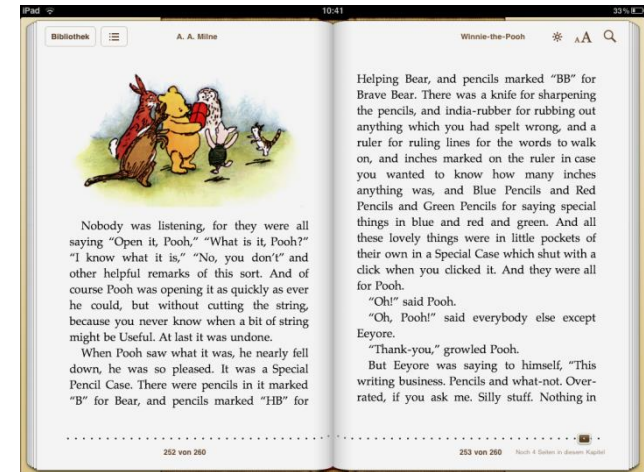 iPad
10:41
33 %
Bibliothek
A. A. Milne
Winnie-the-Pooh
AA
Nobody was listening, for they were all
saying “Open it, Pooh,” “What is it, Pooh?”
“I know what it is,” “No, you don’t” and
other helpful remarks of this sort. And of
course Pooh was opening it as quickly as ever
he could, but without cutting the string,
because you never know when a bit of string
might be Useful. At last it was undone.
When Pooh saw what it was, he nearly fell
down, he was so pleased. It was a Special
Pencil Case. There were pencils in it marked
“B” for Bear, and pencils marked “HB” for
252 von 260
Helping Bear, and pencils marked “BB” for
Brave Bear. There was a knife for sharpening
the pencils, and india-rubber for rubbing out
anything which you had spelt wrong, and a
ruler for ruling lines for the words to walk
on, and inches marked on the ruler in case
you wanted to know how many inches
anything was, and Blue Pencils and Red
Pencils and Green Pencils for saying special
things in blue and red and green. And all
these lovely things were in little pockets of
their own in a Special Case which shut with a
click when you clicked it. And they were all
for Pooh.
“Oh!” said Pooh.
“Oh, Pooh!” said everybody else except
Eeyore.
“Thank-you,” growled Pooh.
But Eeyore was saying to himself, “This
writing business. Pencils and what-not. Over-
rated, if you ask me. Silly stuff. Nothing in
253 von 260
Noch 4 Seiten in diesem Kapitel